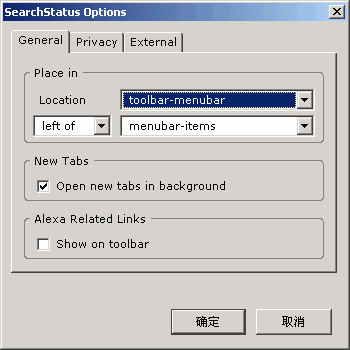 SearchStatus Options
General Privacy External
Place in
Location toolbar-menubar
left of menubar-items
New Tabs
Open new tabs in background
Alexa Related Links
Show on toolbar
确定 取消